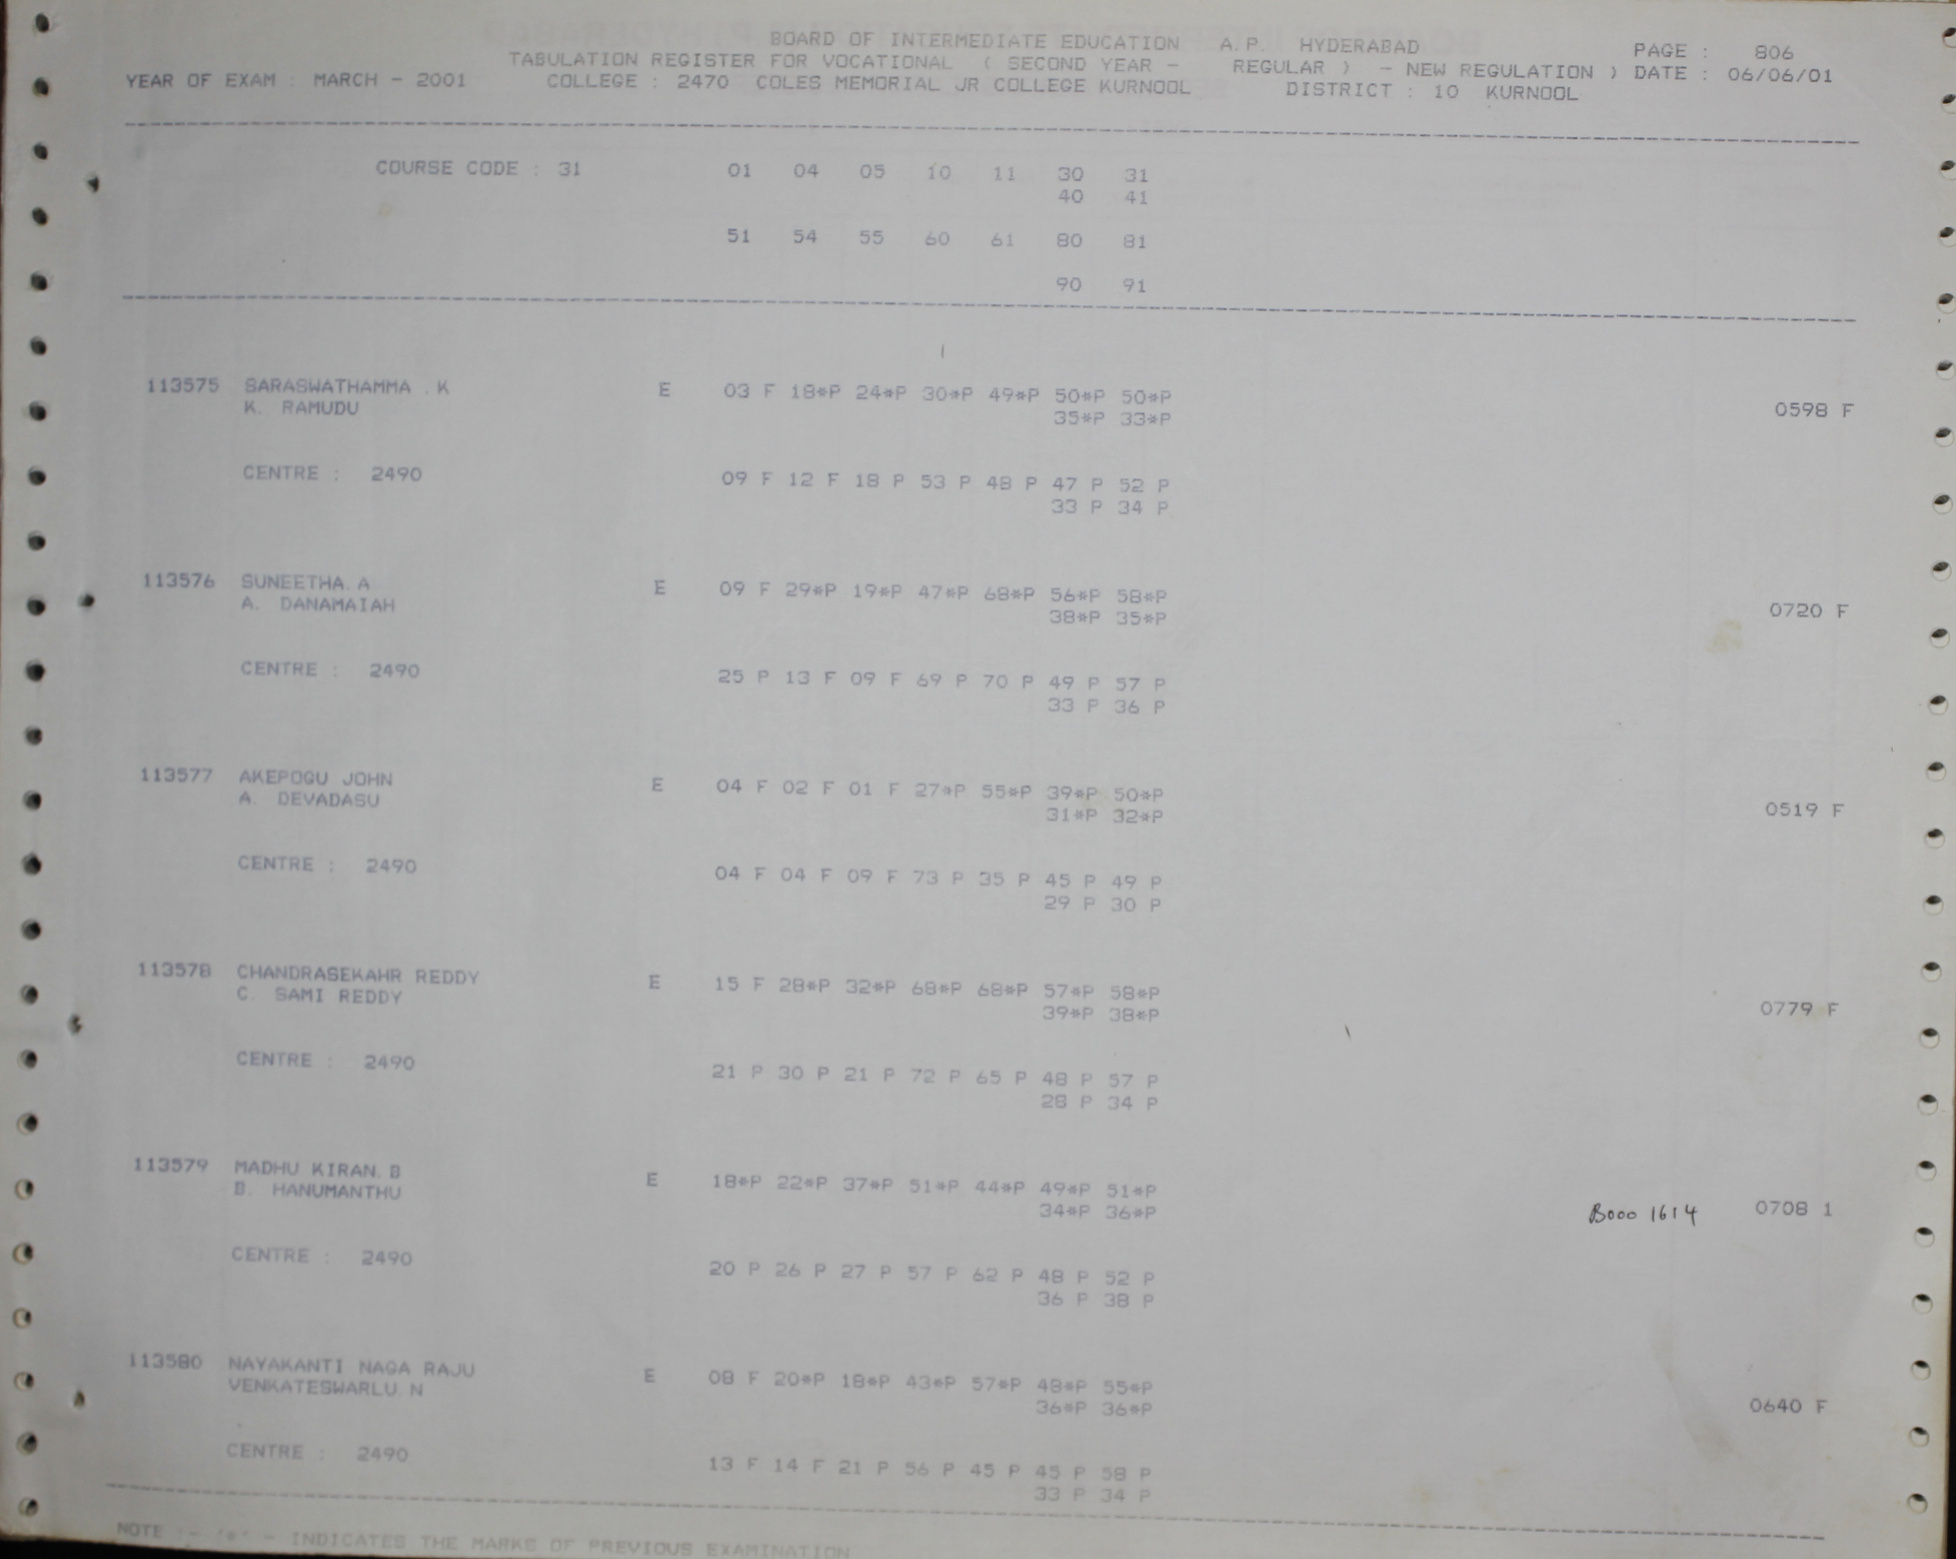 BOARD OF INTERMEDIATE EDUCATION A.P. HYDERABAD PAGE : 806
TABULATION REGISTER FOR VOCATIONAL ( SECOND YEAR - REGULAR ) - NEW REGULATION ) DATE : 06/06/01
YEAR OF EXAM : MARCH - 2001 COLLEGE : 2470 COLES MEMORIAL JR COLLEGE KURNOOL DISTRICT : 10 KURNOOL
COURSE CODE : 31 01 04 05 10 11 30 31
40 41
51 54 55 60 61 80 81
90 91
113575 SARASWATHAMMA .K E 03 F 18*P 24*P 30*P 49*P 50*P 50*P
K. RAMUDU 35*P 33*P 0598 F
CENTRE : 2490 09 F 12 F 18 P 53 P 48 P 47 P 52 P
33 P 34 P
113576 SUNEETHA.A E 09 F 29*P 19*P 47*P 68*P 56*P 58*P
A. DANAMAIAH 38*P 35*P 0720 F
CENTRE : 2490 25 P 13 F 09 F 69 P 70 P 49 P 57 P
33 P 36 P
113577 AKEPOGU JOHN E 04 F 02 F 01 F 27*P 55*P 39*P 50*P
A. DEVADASU 31*P 32*P 0519 F
CENTRE : 2490 04 F 04 F 09 F 73 P 35 P 45 P 49 P
29 P 30 P
113578 CHANDRASEKAHR REDDY E 15 F 28*P 32*P 68*P 68*P 57*P 58*P
C. SAMI REDDY 39*P 38*P 0779 F
CENTRE : 2490 21 P 30 P 21 P 72 P 65 P 48 P 57 P
28 P 34 P
113579 MADHU KIRAN.B E 18*P 22*P 37*P 51*P 44*P 49*P 51*P
B. HANUMANTHU 34*P 36*P B000 1614 0708 1
CENTRE : 2490 20 P 26 P 27 P 57 P 62 P 48 P 52 P
36 P 38 P
113580 NAYAKANTI NAGA RAJU E 08 F 20*P 18*P 43*P 57*P 48*P 55*P
VENKATESWARLU.N 36*P 36*P 0640 F
CENTRE : 2490 13 F 14 F 21 P 56 P 45 P 45 P 58 P
33 P 34 P
NOTE :- '*' - INDICATES THE MARKS OF PREVIOUS EXAMINATION